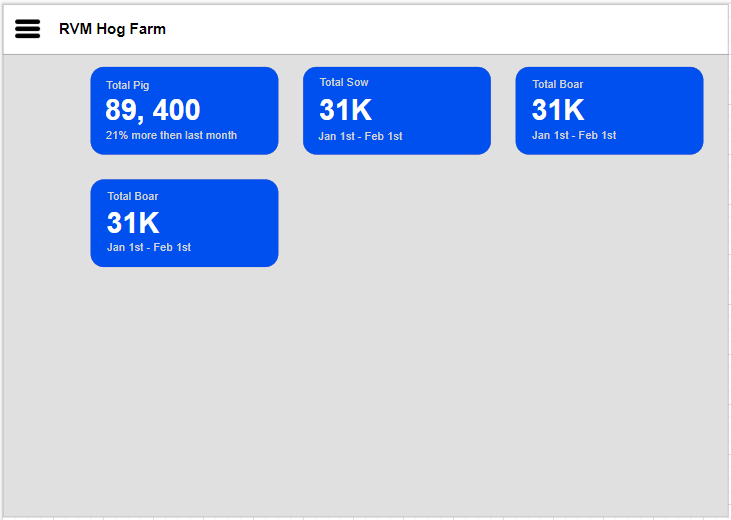 RVM Hog Farm
Total Pig
89, 400
21% more then last month
Total Sow
31K
Jan 1st - Feb 1st
Total Boar
31K
Jan 1st - Feb 1st
Total Boar
31K
Jan 1st - Feb 1st